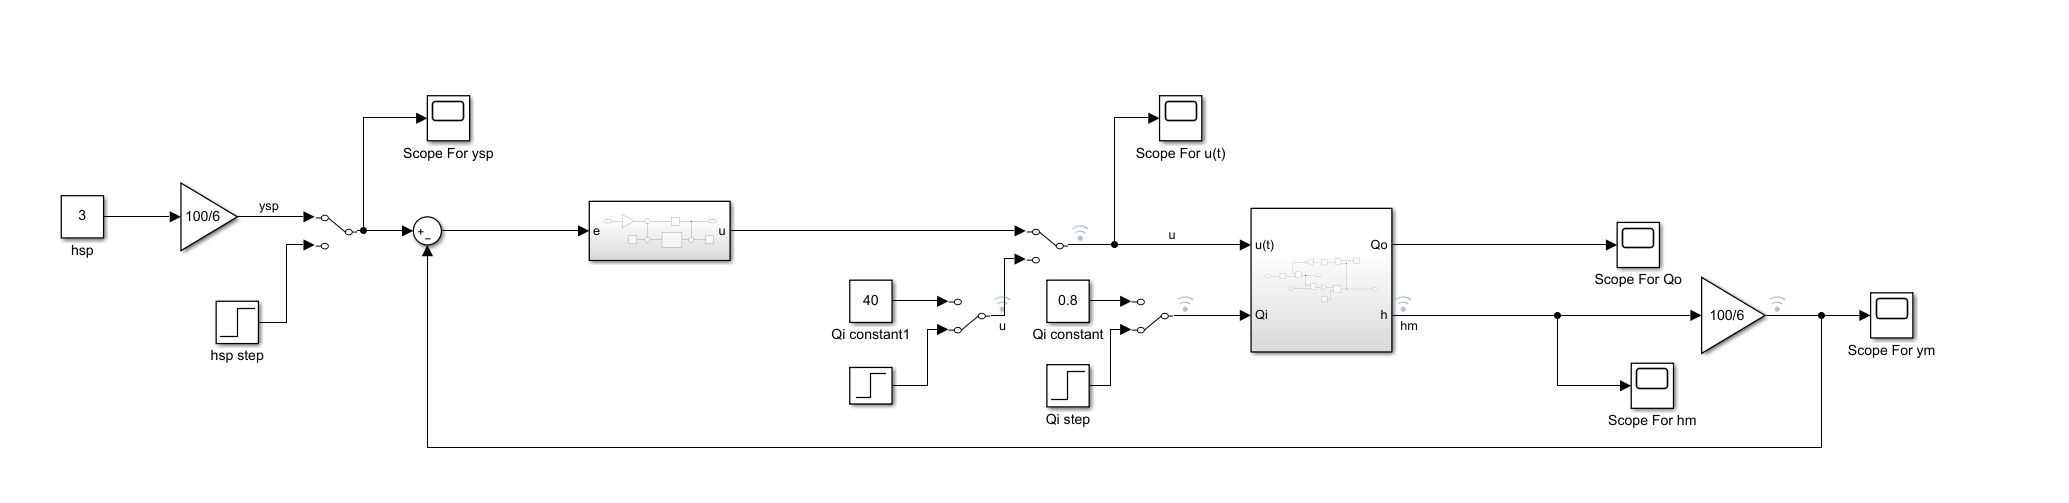 Scope For ysp
Scope For u(t)
3
hsp
100/6
ysp
+
−
e
u
u
u(t)
Qo
Scope For Qo
hsp step
40
Qi constant1
u
0.8
Qi constant
Qi
h
hm
100/6
Scope For ym
Qi step
Scope For hm